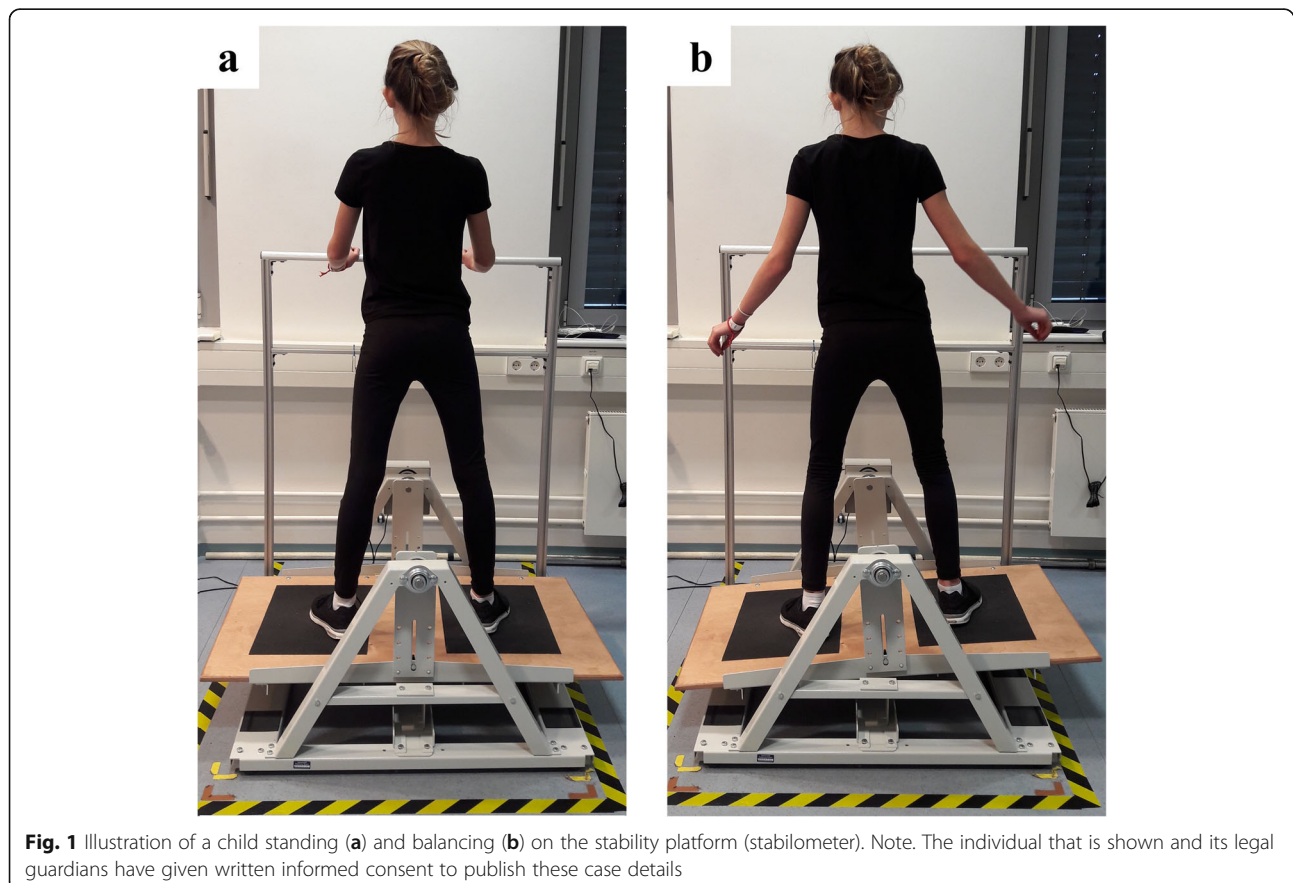 a
b
Fig. 1 Illustration of a child standing (a) and balancing (b) on the stability platform (stabilometer). Note. The individual that is shown and its legal
guardians have given written informed consent to publish these case details